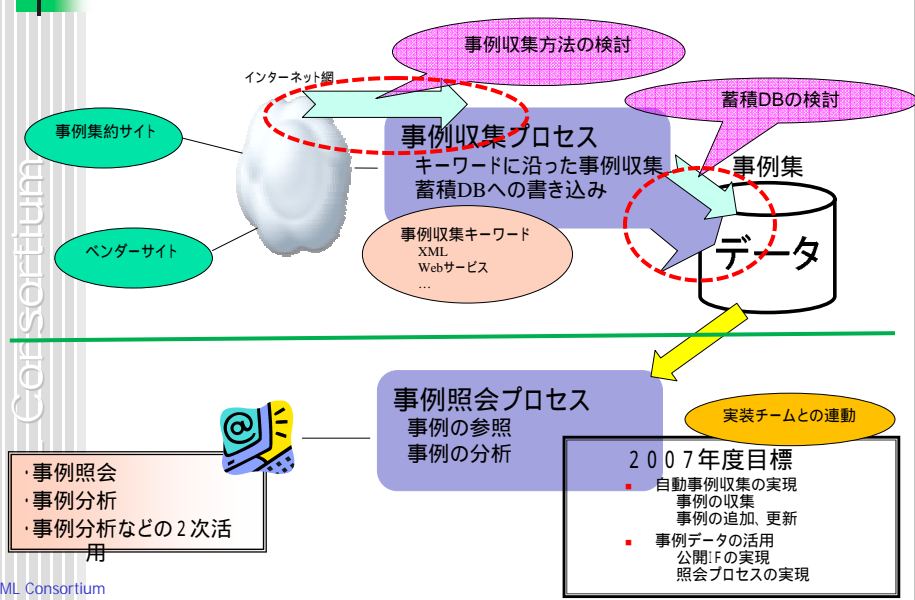 事例収集方法の検討
インターネット網
蓄積DBの検討
事例集約サイト
事例収集プロセス
キーワードに沿った事例収集
蓄積DBへの書き込み
事例集
データ
ベンダーサイト
事例収集キーワード
XML
Webサービス
…
Consortium
事例照会プロセス
事例の参照
事例の分析
実装チームとの連動
・事例照会
・事例分析
・事例分析などの2次活
用
2007年度目標
自動事例収集の実現
事例の収集
事例の追加、更新
事例データの活用
公開IFの実現
照会プロセスの実現
ML Consortium